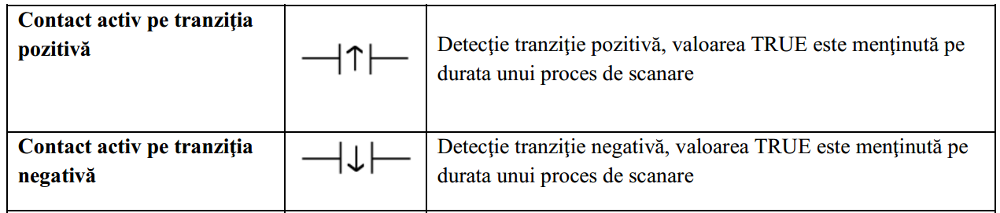 Contact activ pe tranziţia
pozitivă
Detecţie tranziţie pozitivă, valoarea TRUE este menţinută pe
durata unui proces de scanare
Contact activ pe tranziţia
negativă
Detecţie tranziţie negativă, valoarea TRUE este menţinută pe
durata unui proces de scanare